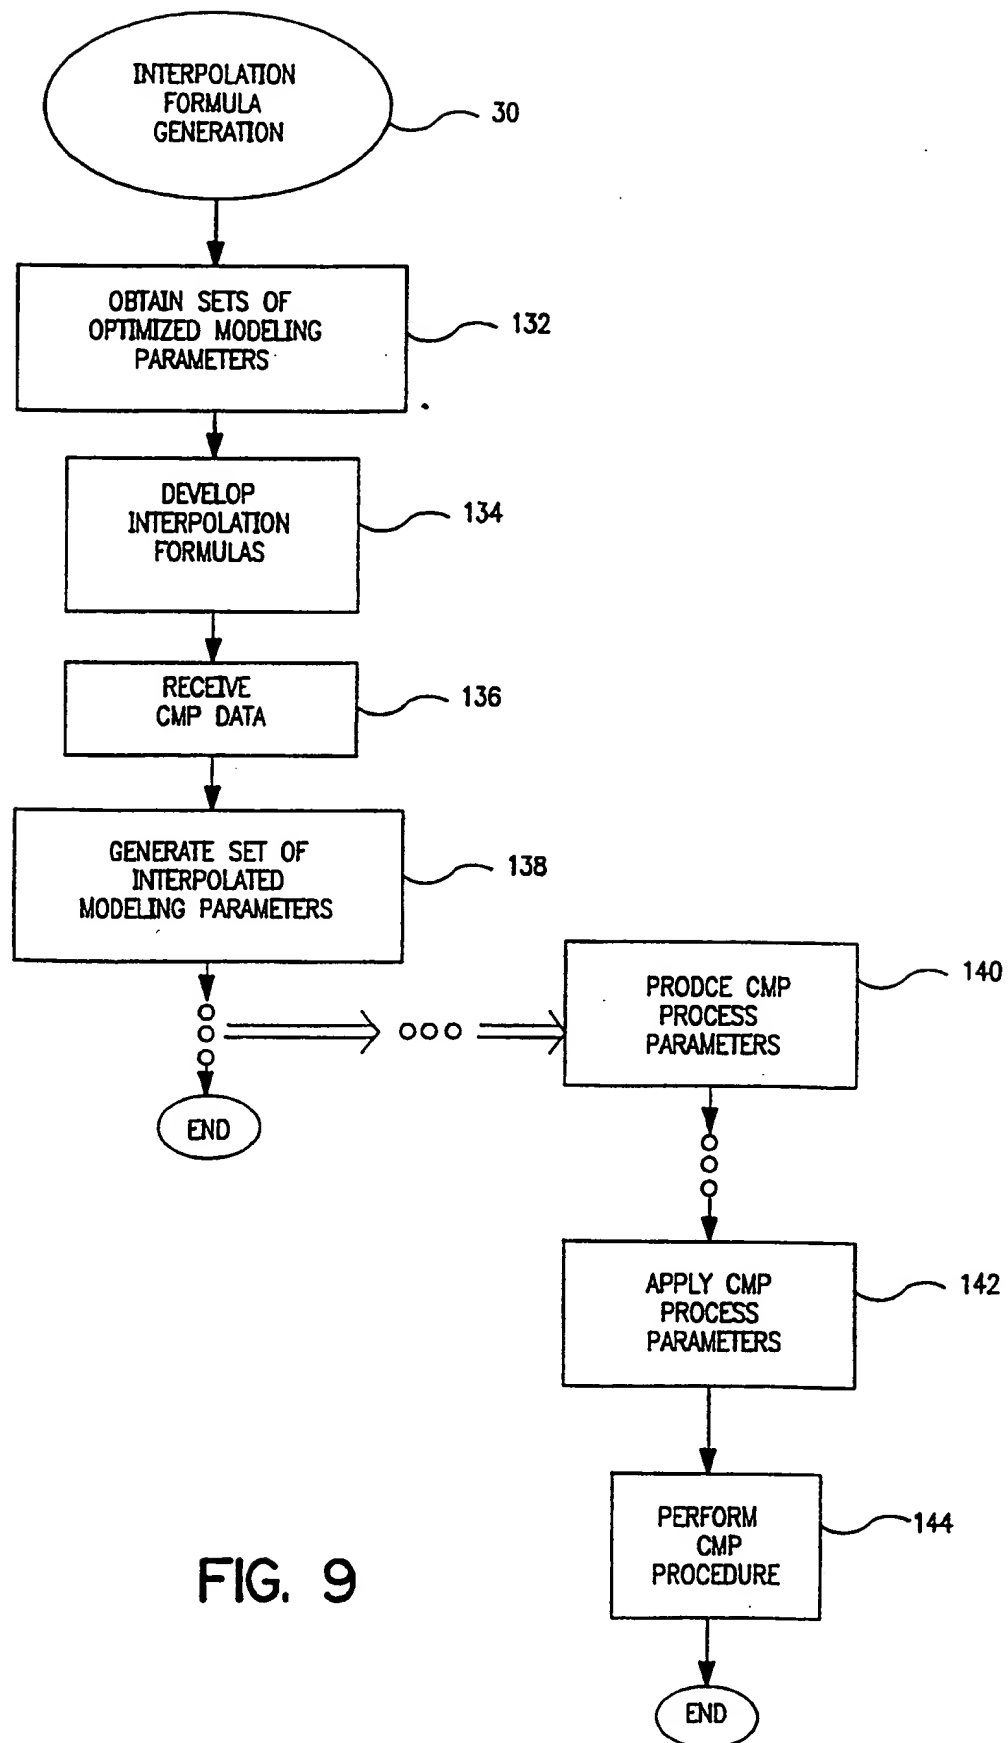 INTERPOLATION
FORMULA
GENERATION
30
OBTAIN SETS OF
OPTIMIZED MODELING
PARAMETERS
132
DEVELOP
INTERPOLATION
FORMULAS
134
RECEIVE
CMP DATA
136
GENERATE SET OF
INTERPOLATED
MODELING PARAMETERS
138
END
PRODCE CMP
PROCESS
PARAMETERS
140
APPLY CMP
PROCESS
PARAMETERS
142
PERFORM
CMP
PROCEDURE
144
END
FIG. 9